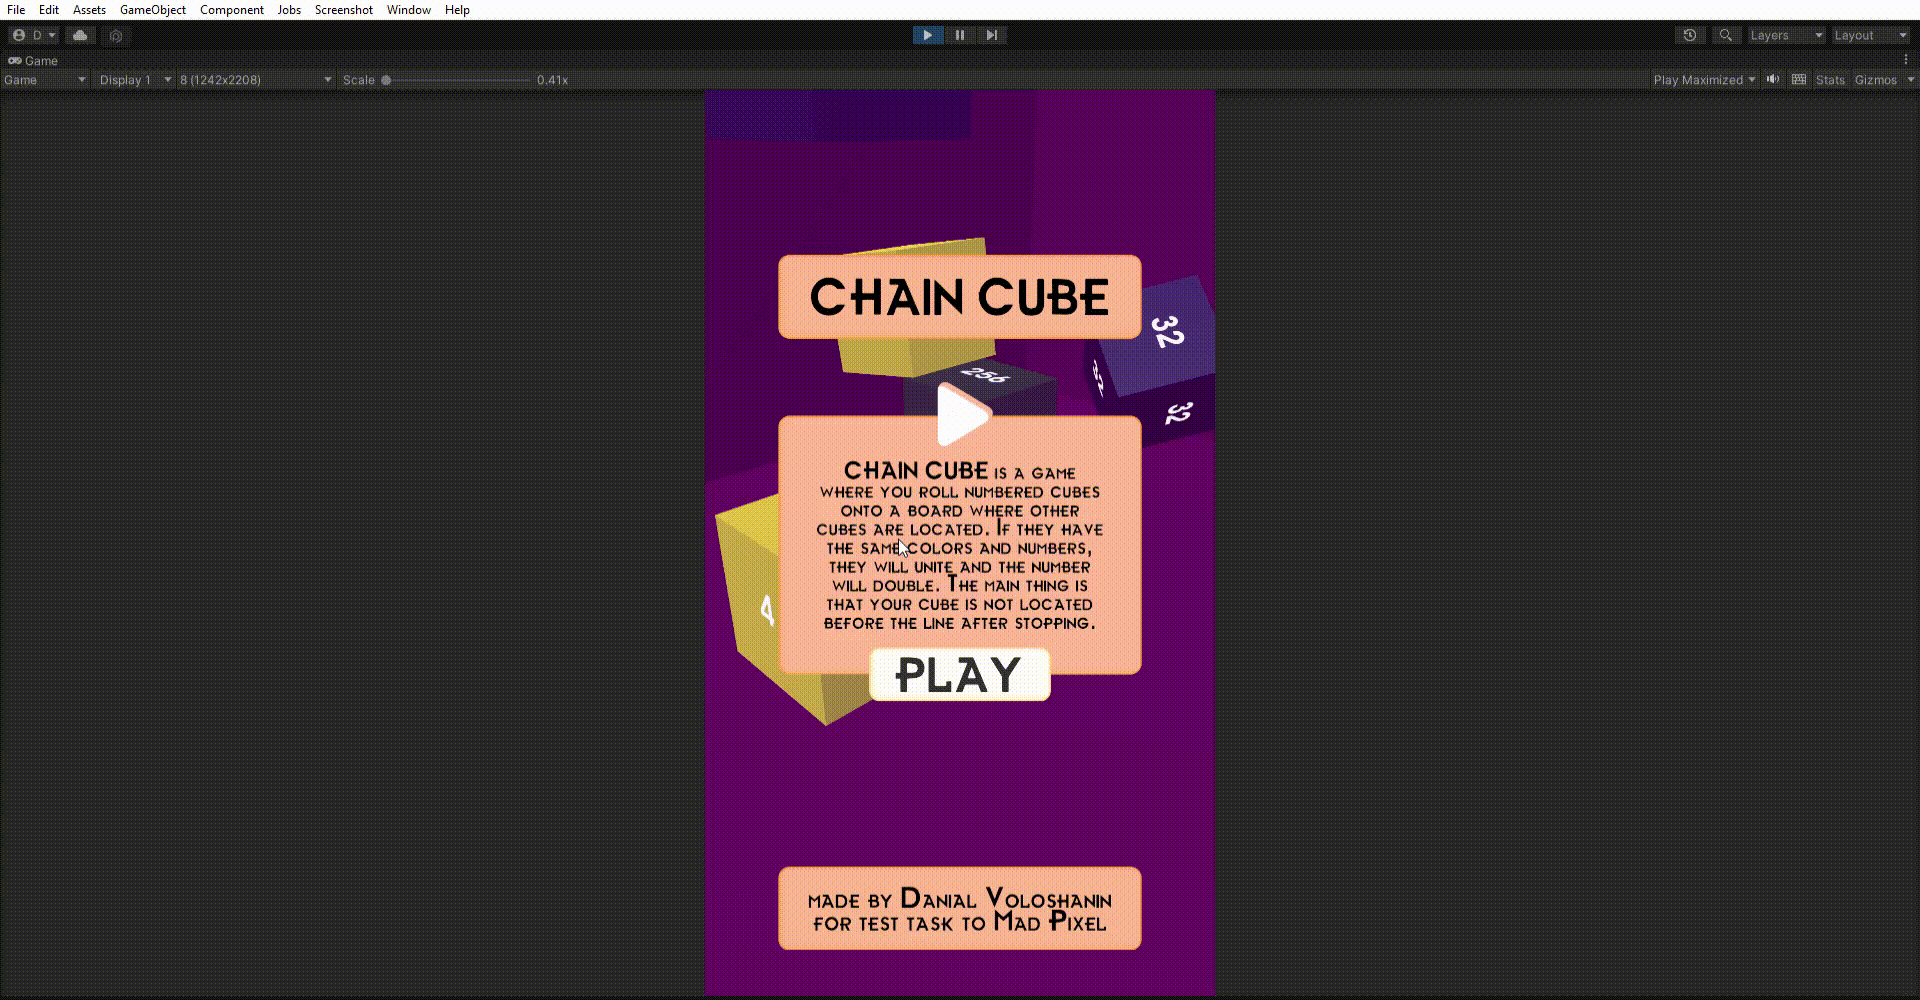 File Edit Assets GameObject Component Jobs Screenshot Window Help
D Layers Layout
Game
Game Display 1 8 (1242x2208) Scale 0.41x Play Maximized Stats Gizmos
CHAIN CUBE
32
256
32
32
CHAIN CUBE IS A GAME
WHERE YOU ROLL NUMBERED CUBES
ONTO A BOARD WHERE OTHER
CUBES ARE LOCATED. IF THEY HAVE
THE SAME COLORS AND NUMBERS,
THEY WILL UNITE AND THE NUMBER
WILL DOUBLE. THE MAIN THING IS
THAT YOUR CUBE IS NOT LOCATED
BEFORE THE LINE AFTER STOPPING.
4
PLAY
MADE BY DANIAL VOLOSHANIN
FOR TEST TASK TO MAD PIXEL